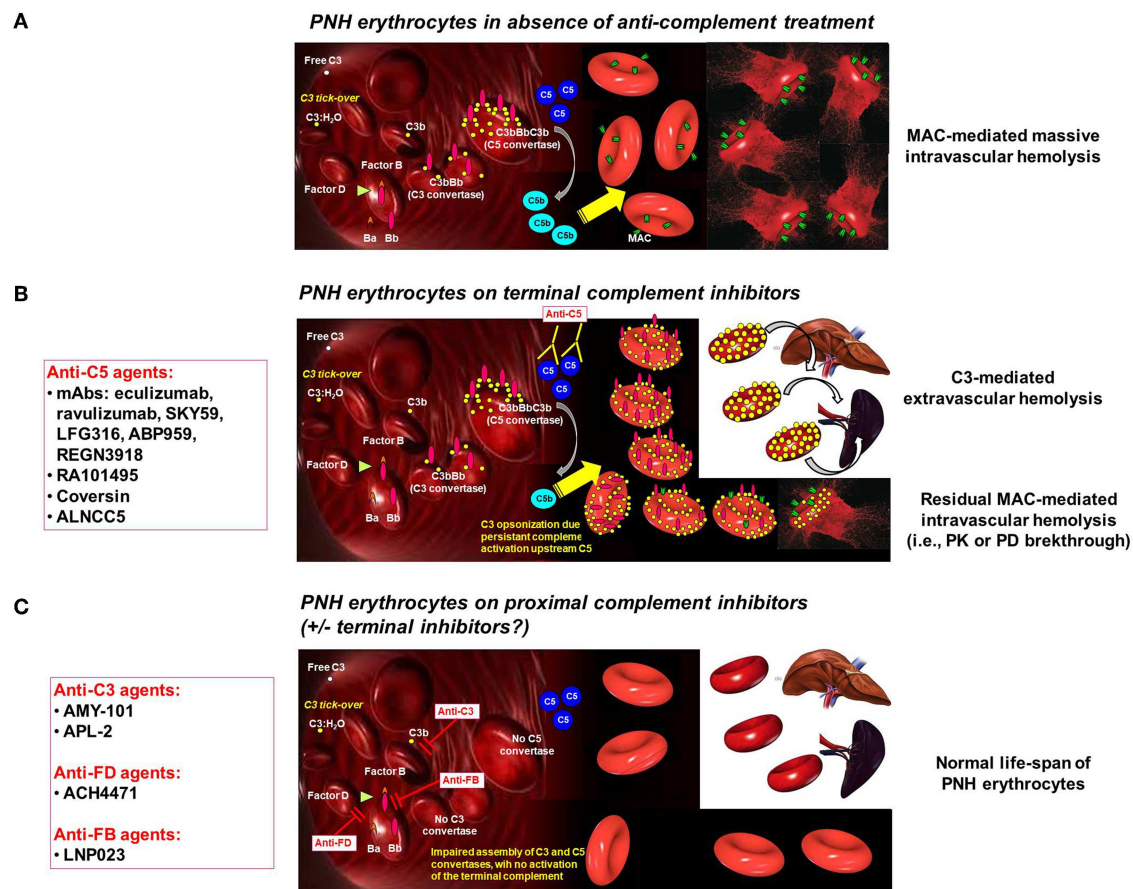 A
PNH erythrocytes in absence of anti-complement treatment
Free C3
C3 tick-over
C3:H₂O
C3b
Factor B
Factor D
Ba Bb
C3bBb
(C3 convertase)
C3bBbC3b
(C5 convertase)
C5
C5
C5
C5b
C5b
C5b
MAC
MAC-mediated massive
intravascular hemolysis
B
PNH erythrocytes on terminal complement inhibitors
Anti-C5 agents:
• mAbs: eculizumab,
ravulizumab, SKY59,
LFG316, ABP959,
REGN3918
• RA101495
• Coversin
• ALNCC5
Free C3
C3 tick-over
C3:H₂O
C3b
Factor B
Factor D
Ba Bb
C3bBb
(C3 convertase)
C3bBbC3b
(C5 convertase)
Anti-C5
C5
C5
C5
C5b
C3 opsonization due
persistant compleme
activation upstream C5
C3-mediated
extravascular hemolysis
Residual MAC-mediated
intravascular hemolysis
(i.e., PK or PD brekthrough)
C
PNH erythrocytes on proximal complement inhibitors
(+/- terminal inhibitors?)
Anti-C3 agents:
• AMY-101
• APL-2
Anti-FD agents:
• ACH4471
Anti-FB agents:
• LNP023
Free C3
C3 tick-over
C3:H₂O
C3b
Anti-C3
Factor B
Anti-FB
Factor D
Anti-FD
Ba Bb
No C3
convertase
No C5
convertase
C5
C5
C5
Impaired assembly of C3 and C5
convertases, wih no activation
of the terminal complement
Normal life-span of
PNH erythrocytes